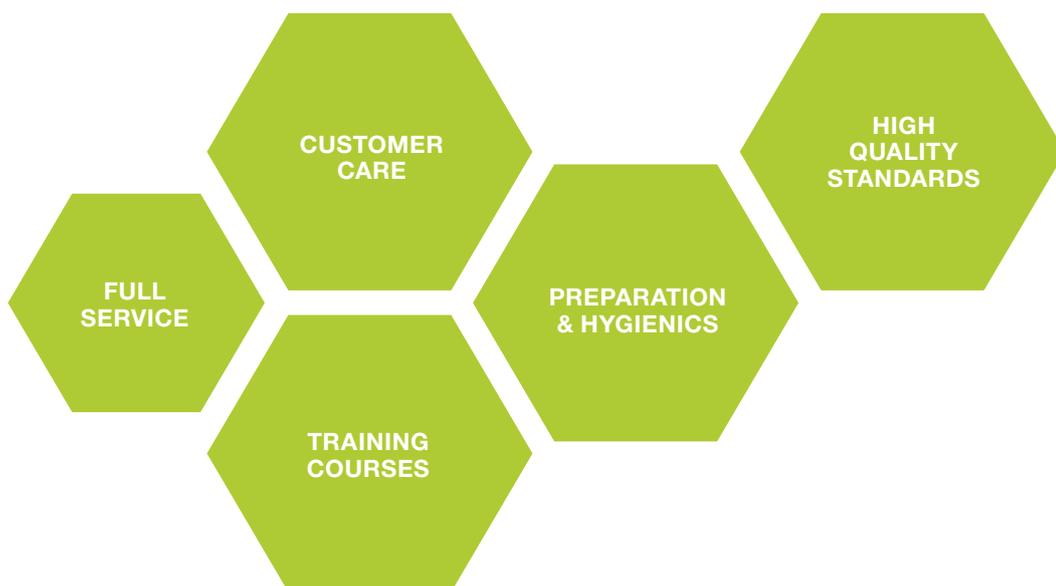 CUSTOMER
CARE
HIGH
QUALITY
STANDARDS
FULL
SERVICE
PREPARATION
& HYGIENICS
TRAINING
COURSES